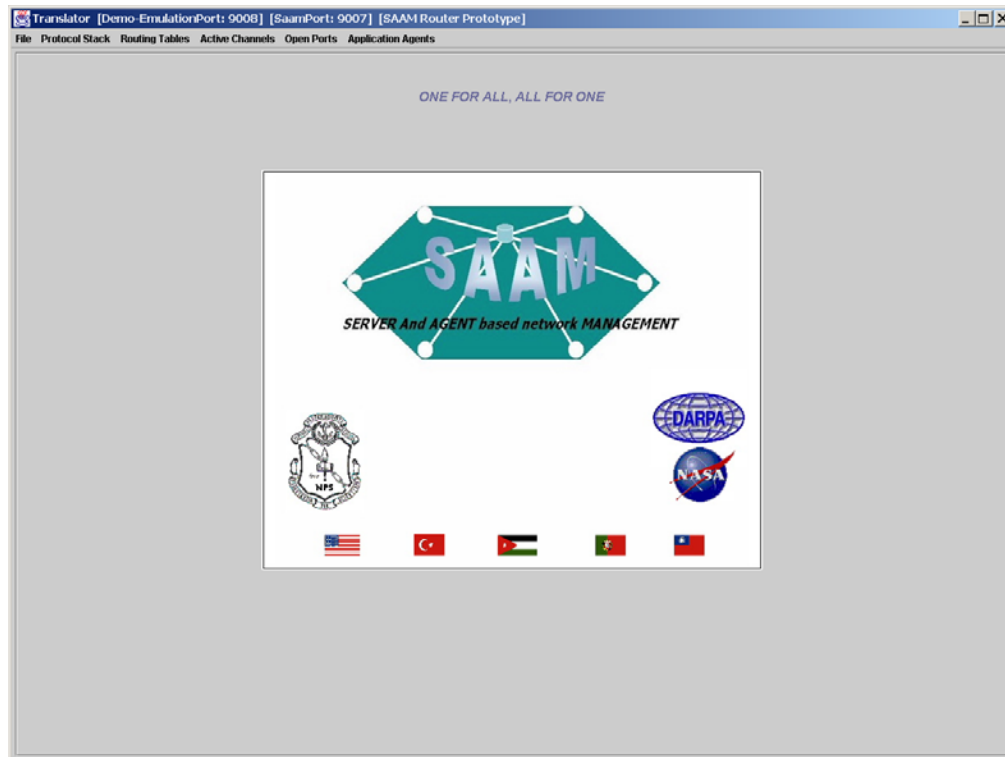 Translator [Demo-EmulationPort: 9008] [SaamPort: 9007] [SAAM Router Prototype]
File Protocol Stack Routing Tables Active Channels Open Ports Application Agents
ONE FOR ALL, ALL FOR ONE
SAAM
SERVER And AGENT based network MANAGEMENT
DARPA
NPS
NASA